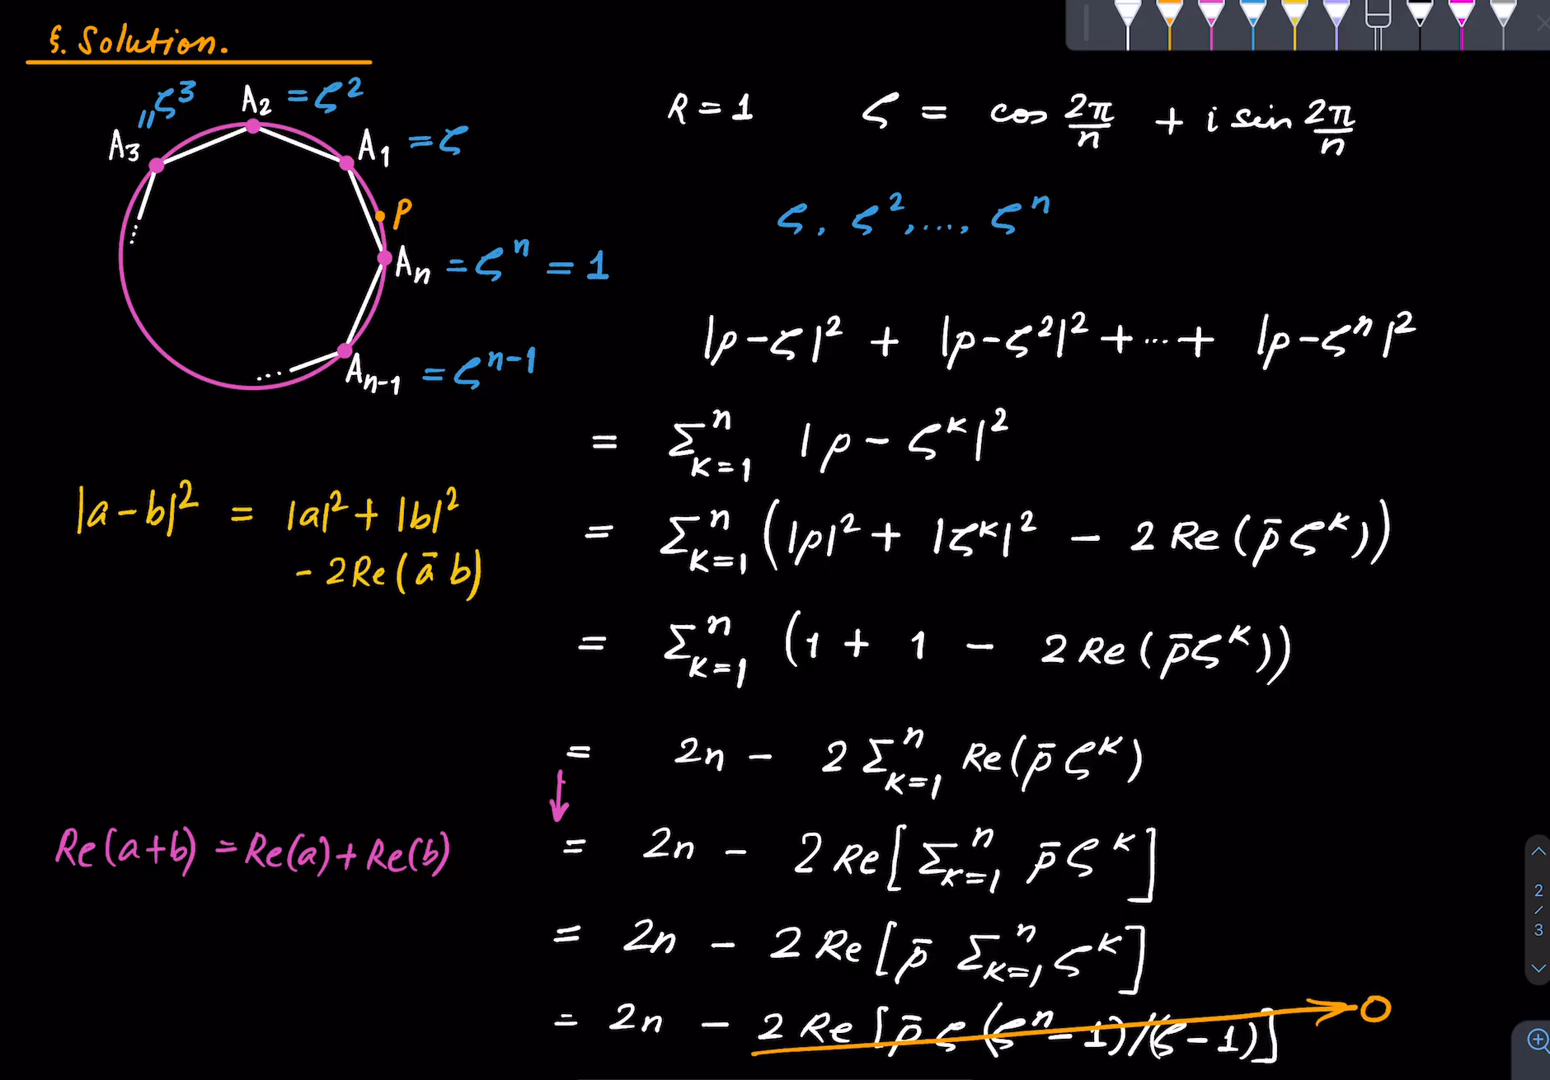 §. Solution.
A₃ = ζ³
A₂ = ζ²
A₁ = ζ
P
Aₙ = ζⁿ = 1
Aₙ₋₁ = ζⁿ⁻¹
...
...
R = 1 ζ = cos 2π/n + i sin 2π/n
ζ, ζ², ..., ζⁿ
|p-ζ|² + |p-ζ²|² + ... + |p-ζⁿ|²
= Σⁿₖ₌₁ |p - ζᵏ|²
|a-b|² = |a|² + |b|²
- 2Re(ā b)
= Σⁿₖ₌₁ (|p|² + |ζᵏ|² - 2 Re(p̄ ζᵏ))
= Σⁿₖ₌₁ (1 + 1 - 2 Re(p̄ζᵏ))
= 2n - 2 Σⁿₖ₌₁ Re(p̄ ζᵏ)
Re(a+b) = Re(a) + Re(b)
= 2n - 2 Re[Σⁿₖ₌₁ p̄ ζᵏ]
= 2n - 2 Re[p̄ Σⁿₖ₌₁ ζᵏ]
= 2n - 2 Re[p̄ ζ (ζⁿ - 1)/(ζ - 1)] → 0
2
/
3